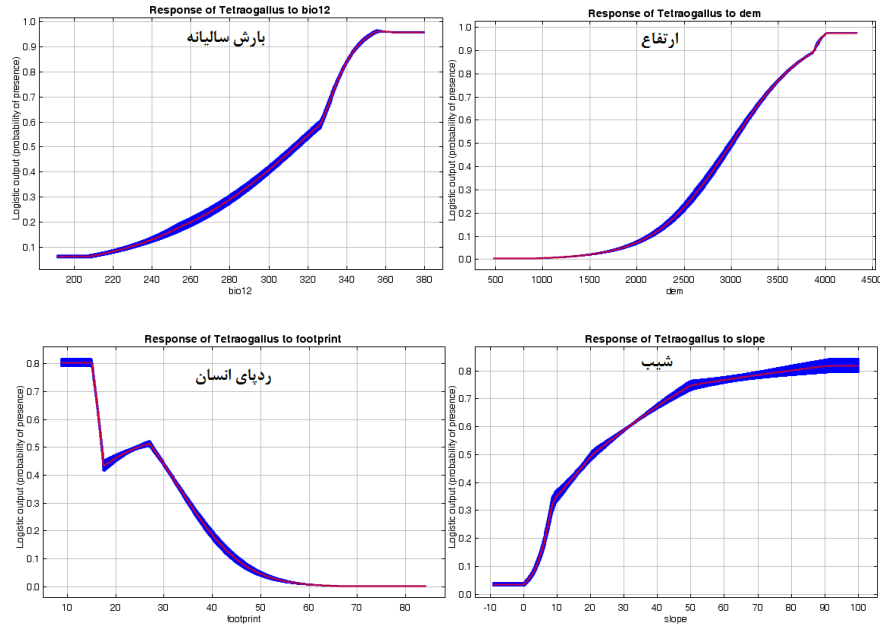 Response of Tetraogallus to bio12
بارش سالیانه
Logistic output (probability of presence)
1.0
0.9
0.8
0.7
0.6
0.5
0.4
0.3
0.2
0.1
200 220 240 260 280 300 320 340 360 380
bio12
Response of Tetraogallus to dem
ارتفاع
Logistic output (probability of presence)
1.0
0.9
0.8
0.7
0.6
0.5
0.4
0.3
0.2
0.1
0.0
500 1000 1500 2000 2500 3000 3500 4000 4500
dem
Response of Tetraogallus to footprint
ردپای انسان
Logistic output (probability of presence)
0.8
0.7
0.6
0.5
0.4
0.3
0.2
0.1
0.0
10 20 30 40 50 60 70 80
footprint
Response of Tetraogallus to slope
شیب
Logistic output (probability of presence)
0.8
0.7
0.6
0.5
0.4
0.3
0.2
0.1
0.0
-10 0 10 20 30 40 50 60 70 80 90 100
slope